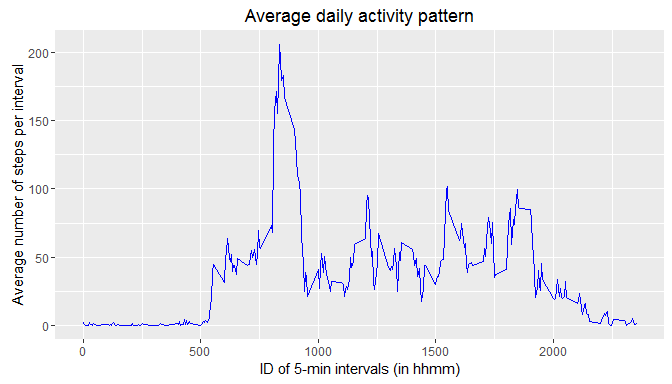 Average daily activity pattern
Average number of steps per interval
200
150
100
50
0
0 500 1000 1500 2000
ID of 5-min intervals (in hhmm)